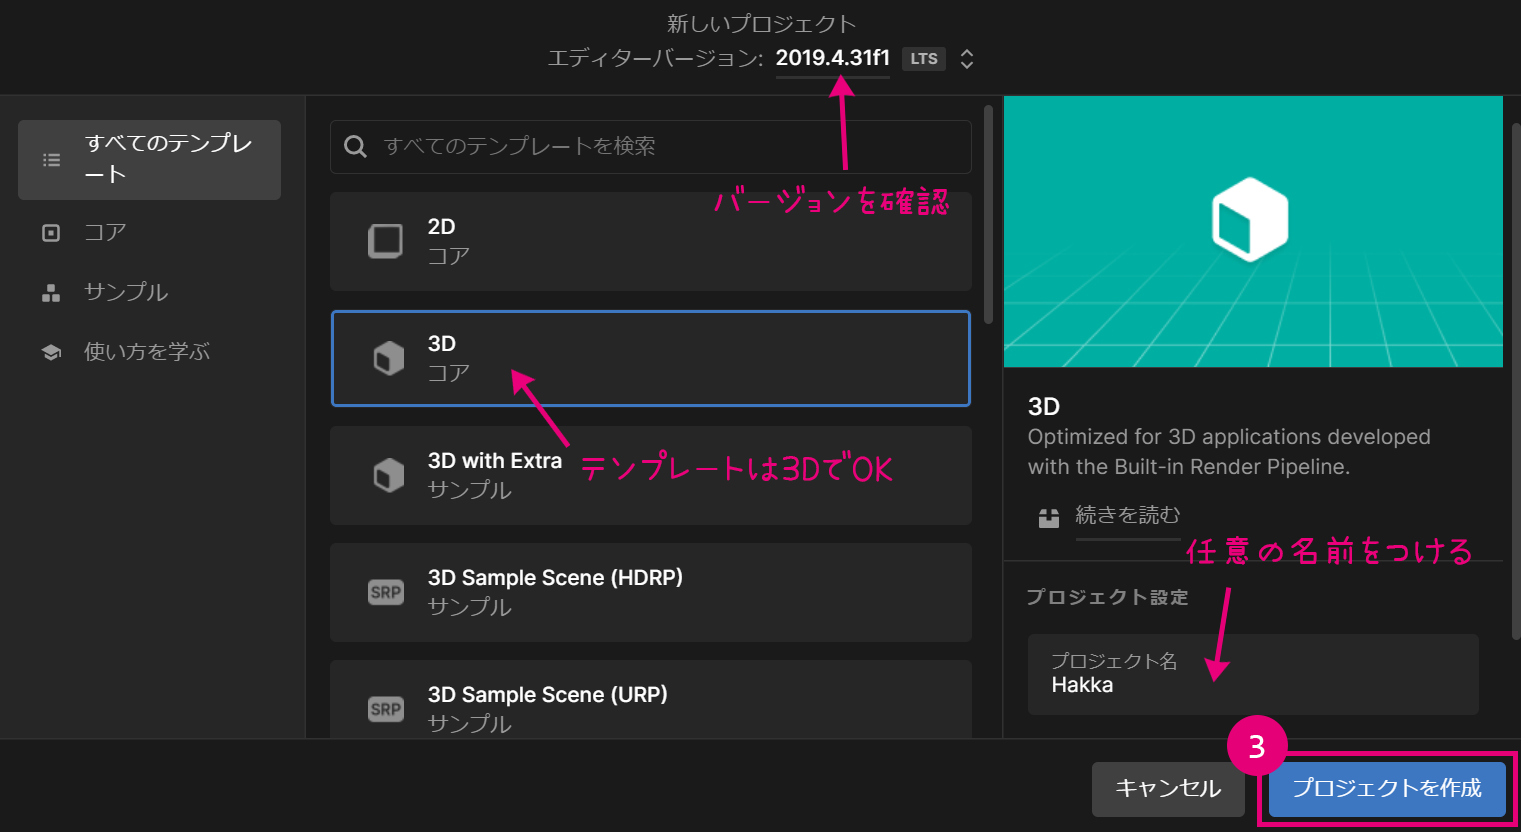 新しいプロジェクト
エディターバージョン: 2019.4.31f1 LTS
すべてのテンプレ
ート
コア
サンプル
使い方を学ぶ
すべてのテンプレートを検索
バージョンを確認
2D
コア
3D
コア
3D with Extra
サンプル
テンプレートは3DでOK
SRP
3D Sample Scene (HDRP)
サンプル
SRP
3D Sample Scene (URP)
サンプル
3D
Optimized for 3D applications developed
with the Built-in Render Pipeline.
続きを読む
任意の名前をつける
プロジェクト設定
プロジェクト名
Hakka
3
キャンセル
プロジェクトを作成